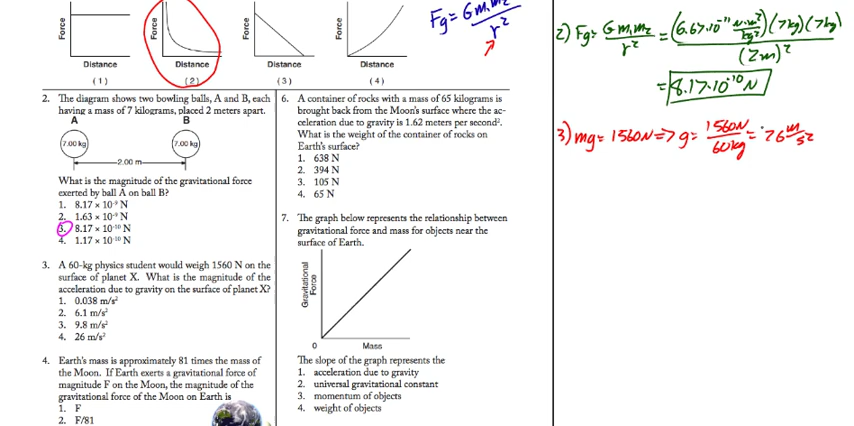 Force
Force
Force
Force
Distance
Distance
Distance
Distance
(1)
(2)
(3)
(4)
Fg = Gm₁m₂/r²
2. The diagram shows two bowling balls, A and B, each
having a mass of 7 kilograms, placed 2 meters apart.
A B
7.00 kg 7.00 kg
2.00 m
What is the magnitude of the gravitational force
exerted by ball A on ball B?
1. 8.17 × 10⁻⁹ N
2. 1.63 × 10⁻⁹ N
3. 8.17 × 10⁻¹⁰ N
4. 1.17 × 10⁻¹⁰ N
3. A 60-kg physics student would weigh 1560 N on the
surface of planet X. What is the magnitude of the
acceleration due to gravity on the surface of planet X?
1. 0.038 m/s²
2. 6.1 m/s²
3. 9.8 m/s²
4. 26 m/s²
4. Earth's mass is approximately 81 times the mass of
the Moon. If Earth exerts a gravitational force of
magnitude F on the Moon, the magnitude of the
gravitational force of the Moon on Earth is
1. F
2. F/81
6. A container of rocks with a mass of 65 kilograms is
brought back from the Moon's surface where the ac-
celeration due to gravity is 1.62 meters per second².
What is the weight of the container of rocks on
Earth's surface?
1. 638 N
2. 394 N
3. 105 N
4. 65 N
7. The graph below represents the relationship between
gravitational force and mass for objects near the
surface of Earth.
Gravitational
Force
0 Mass
The slope of the graph represents the
1. acceleration due to gravity
2. universal gravitational constant
3. momentum of objects
4. weight of objects
2) Fg = Gm₁m₂/r² = (6.67·10⁻¹¹ N·m²/kg²)(7kg)(7kg)/(2m)²
= 8.17·10⁻¹⁰ N
3) mg = 1560N => g = 1560N/60kg = 26 m/s²